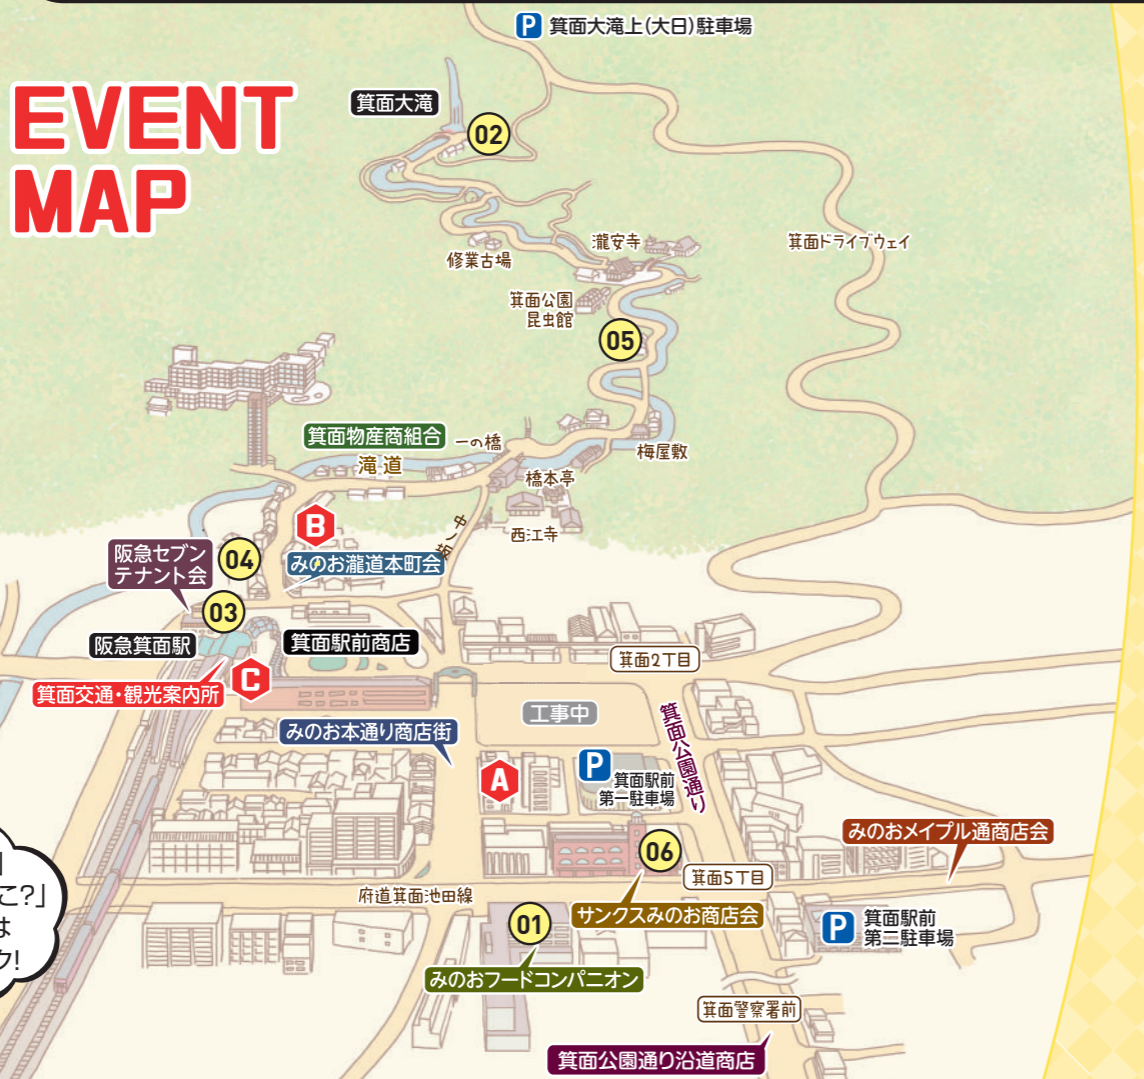 P 箕面大滝上(大日)駐車場
EVENT
MAP
箕面大滝
02
修業古場
瀧安寺
箕面ドライブウェイ
箕面公園
昆虫館
05
箕面物産商組合
一の橋
滝道
梅屋敷
橋本亭
西江寺
中ノ坂
B
阪急セブン
テナント会
04
みのお瀧道本町会
03
阪急箕面駅
箕面駅前商店
箕面2丁目
箕面交通・観光案内所
C
工事中
箕面公園通り
みのお本通り商店街
A
P
箕面駅前
第一駐車場
みのおメイプル通商店会
06
箕面5丁目
府道箕面池田線
サンクスみのお商店会
01
P
箕面駅前
第二駐車場
みのおフードコンパニオン
こ?」
は
ク!
箕面警察署前
箕面公園通り沿道商店